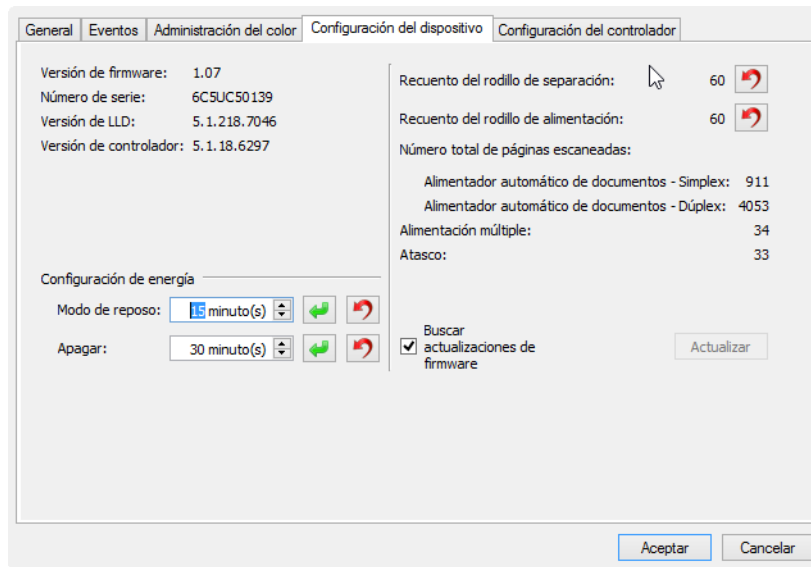 General Eventos Administración del color Configuración del dispositivo Configuración del controlador
Versión de firmware: 1.07
Número de serie: 6C5UC50139
Versión de LLD: 5.1.218.7046
Versión de controlador: 5.1.18.6297
Configuración de energía
Modo de reposo: 15 minuto(s)
Apagar: 30 minuto(s)
Recuento del rodillo de separación: 60
Recuento del rodillo de alimentación: 60
Número total de páginas escaneadas:
Alimentador automático de documentos - Simplex: 911
Alimentador automático de documentos - Dúplex: 4053
Alimentación múltiple: 34
Atasco: 33
Buscar
actualizaciones de
firmware
Actualizar
Aceptar Cancelar